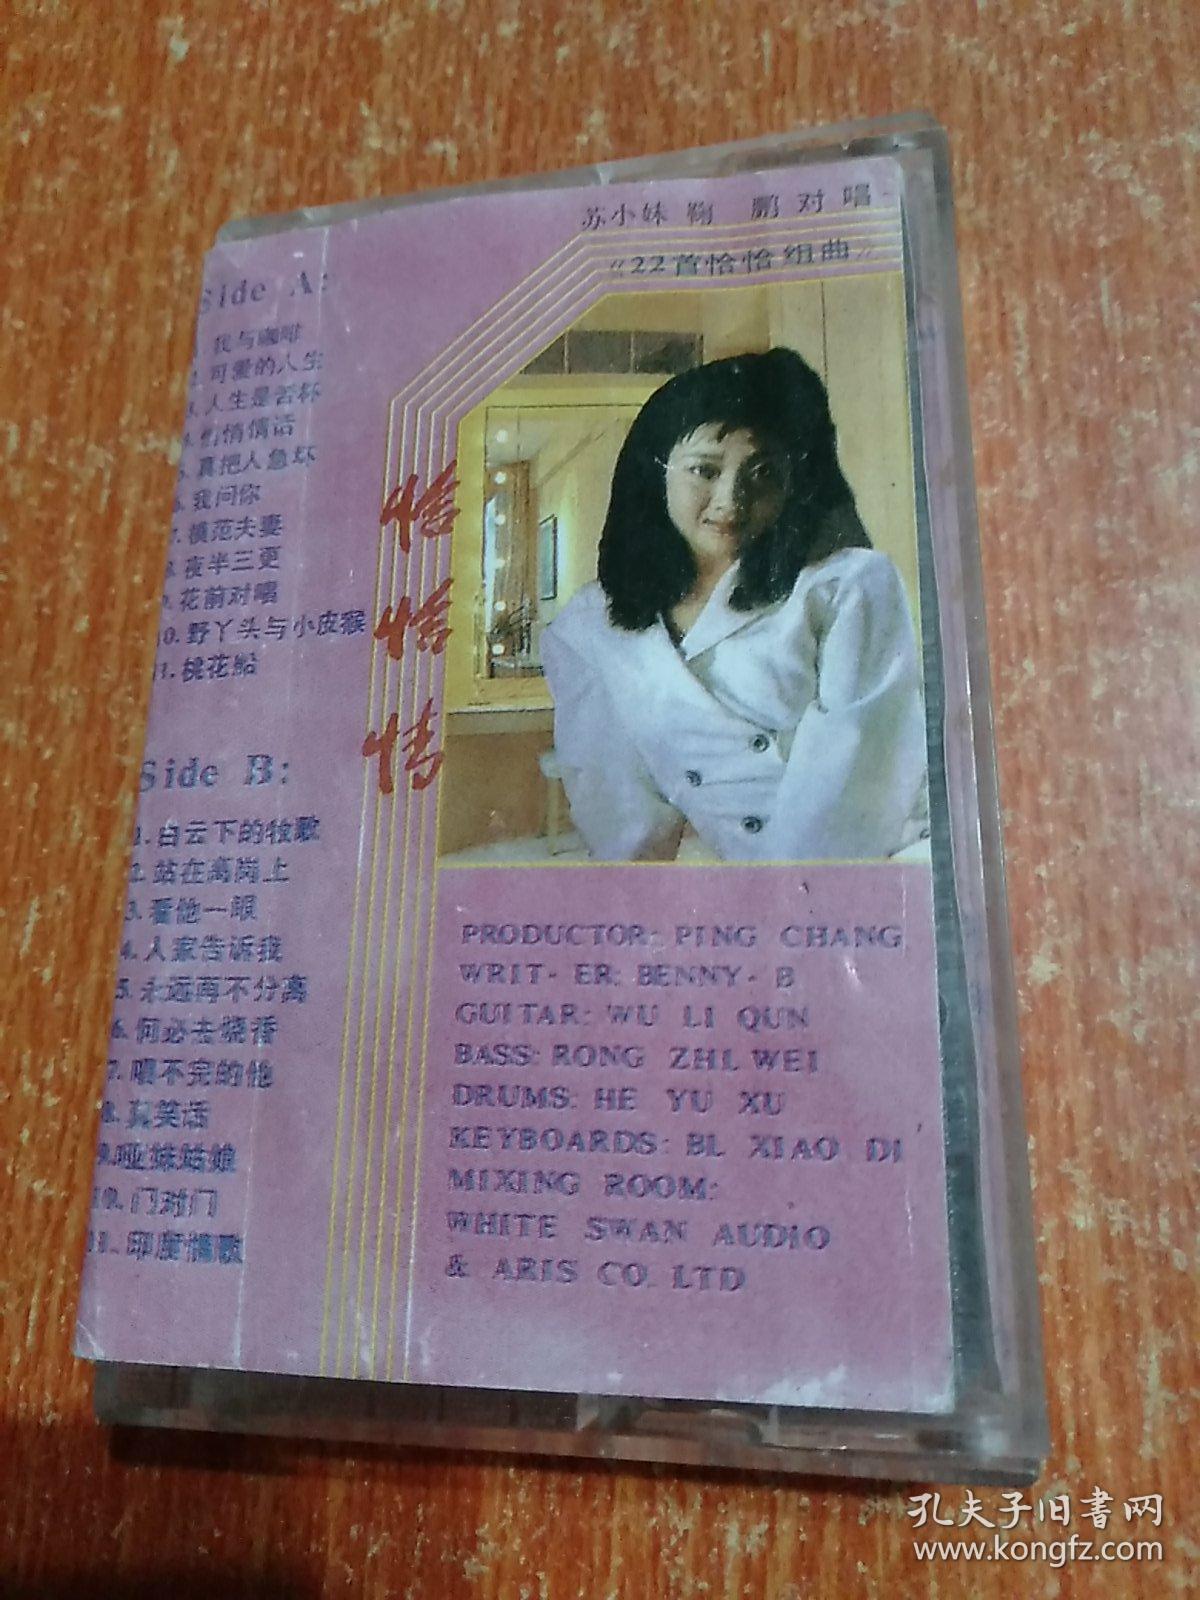 苏小妹 鞠 鹏对唱
《22首恰恰组曲》
Side A:
我与咖啡
2.可爱的人生
3.人生是苦杯
4.悄悄情话
5.真把人急坏
6.我问你
7.模范夫妻
8.夜半三更
9.花前对唱
10.野丫头与小皮猴
11.桃花船
恰恰情
Side B:
1.白云下的牧歌
2.站在高岗上
3.看他一眼
4.人家告诉我
5.永远再不分离
6.何必去烧香
7.唱不完的他
8.真笑话
9.哑妹姑娘
10.门对门
11.印度情歌
PRODUCTOR: PING CHANG
WRIT- ER: BENNY- B
GUITAR: WU LI QUN
BASS: RONG ZHI. WEI
DRUMS: HE YU XU
KEYBOARDS: BL XIAO DI
MIXING ROOM:
WHITE SWAN AUDIO
& ARIS CO. LTD
孔夫子旧书网
www.kongfz.com